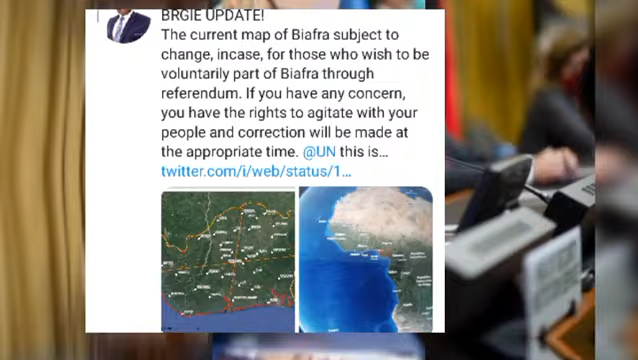 BRGIE UPDATE!
The current map of Biafra subject to
change, incase, for those who wish to be
voluntarily part of Biafra through
referendum. If you have any concern,
you have the rights to agitate with your
people and correction will be made at
the appropriate time. @UN this is...
twitter.com/i/web/status/1...